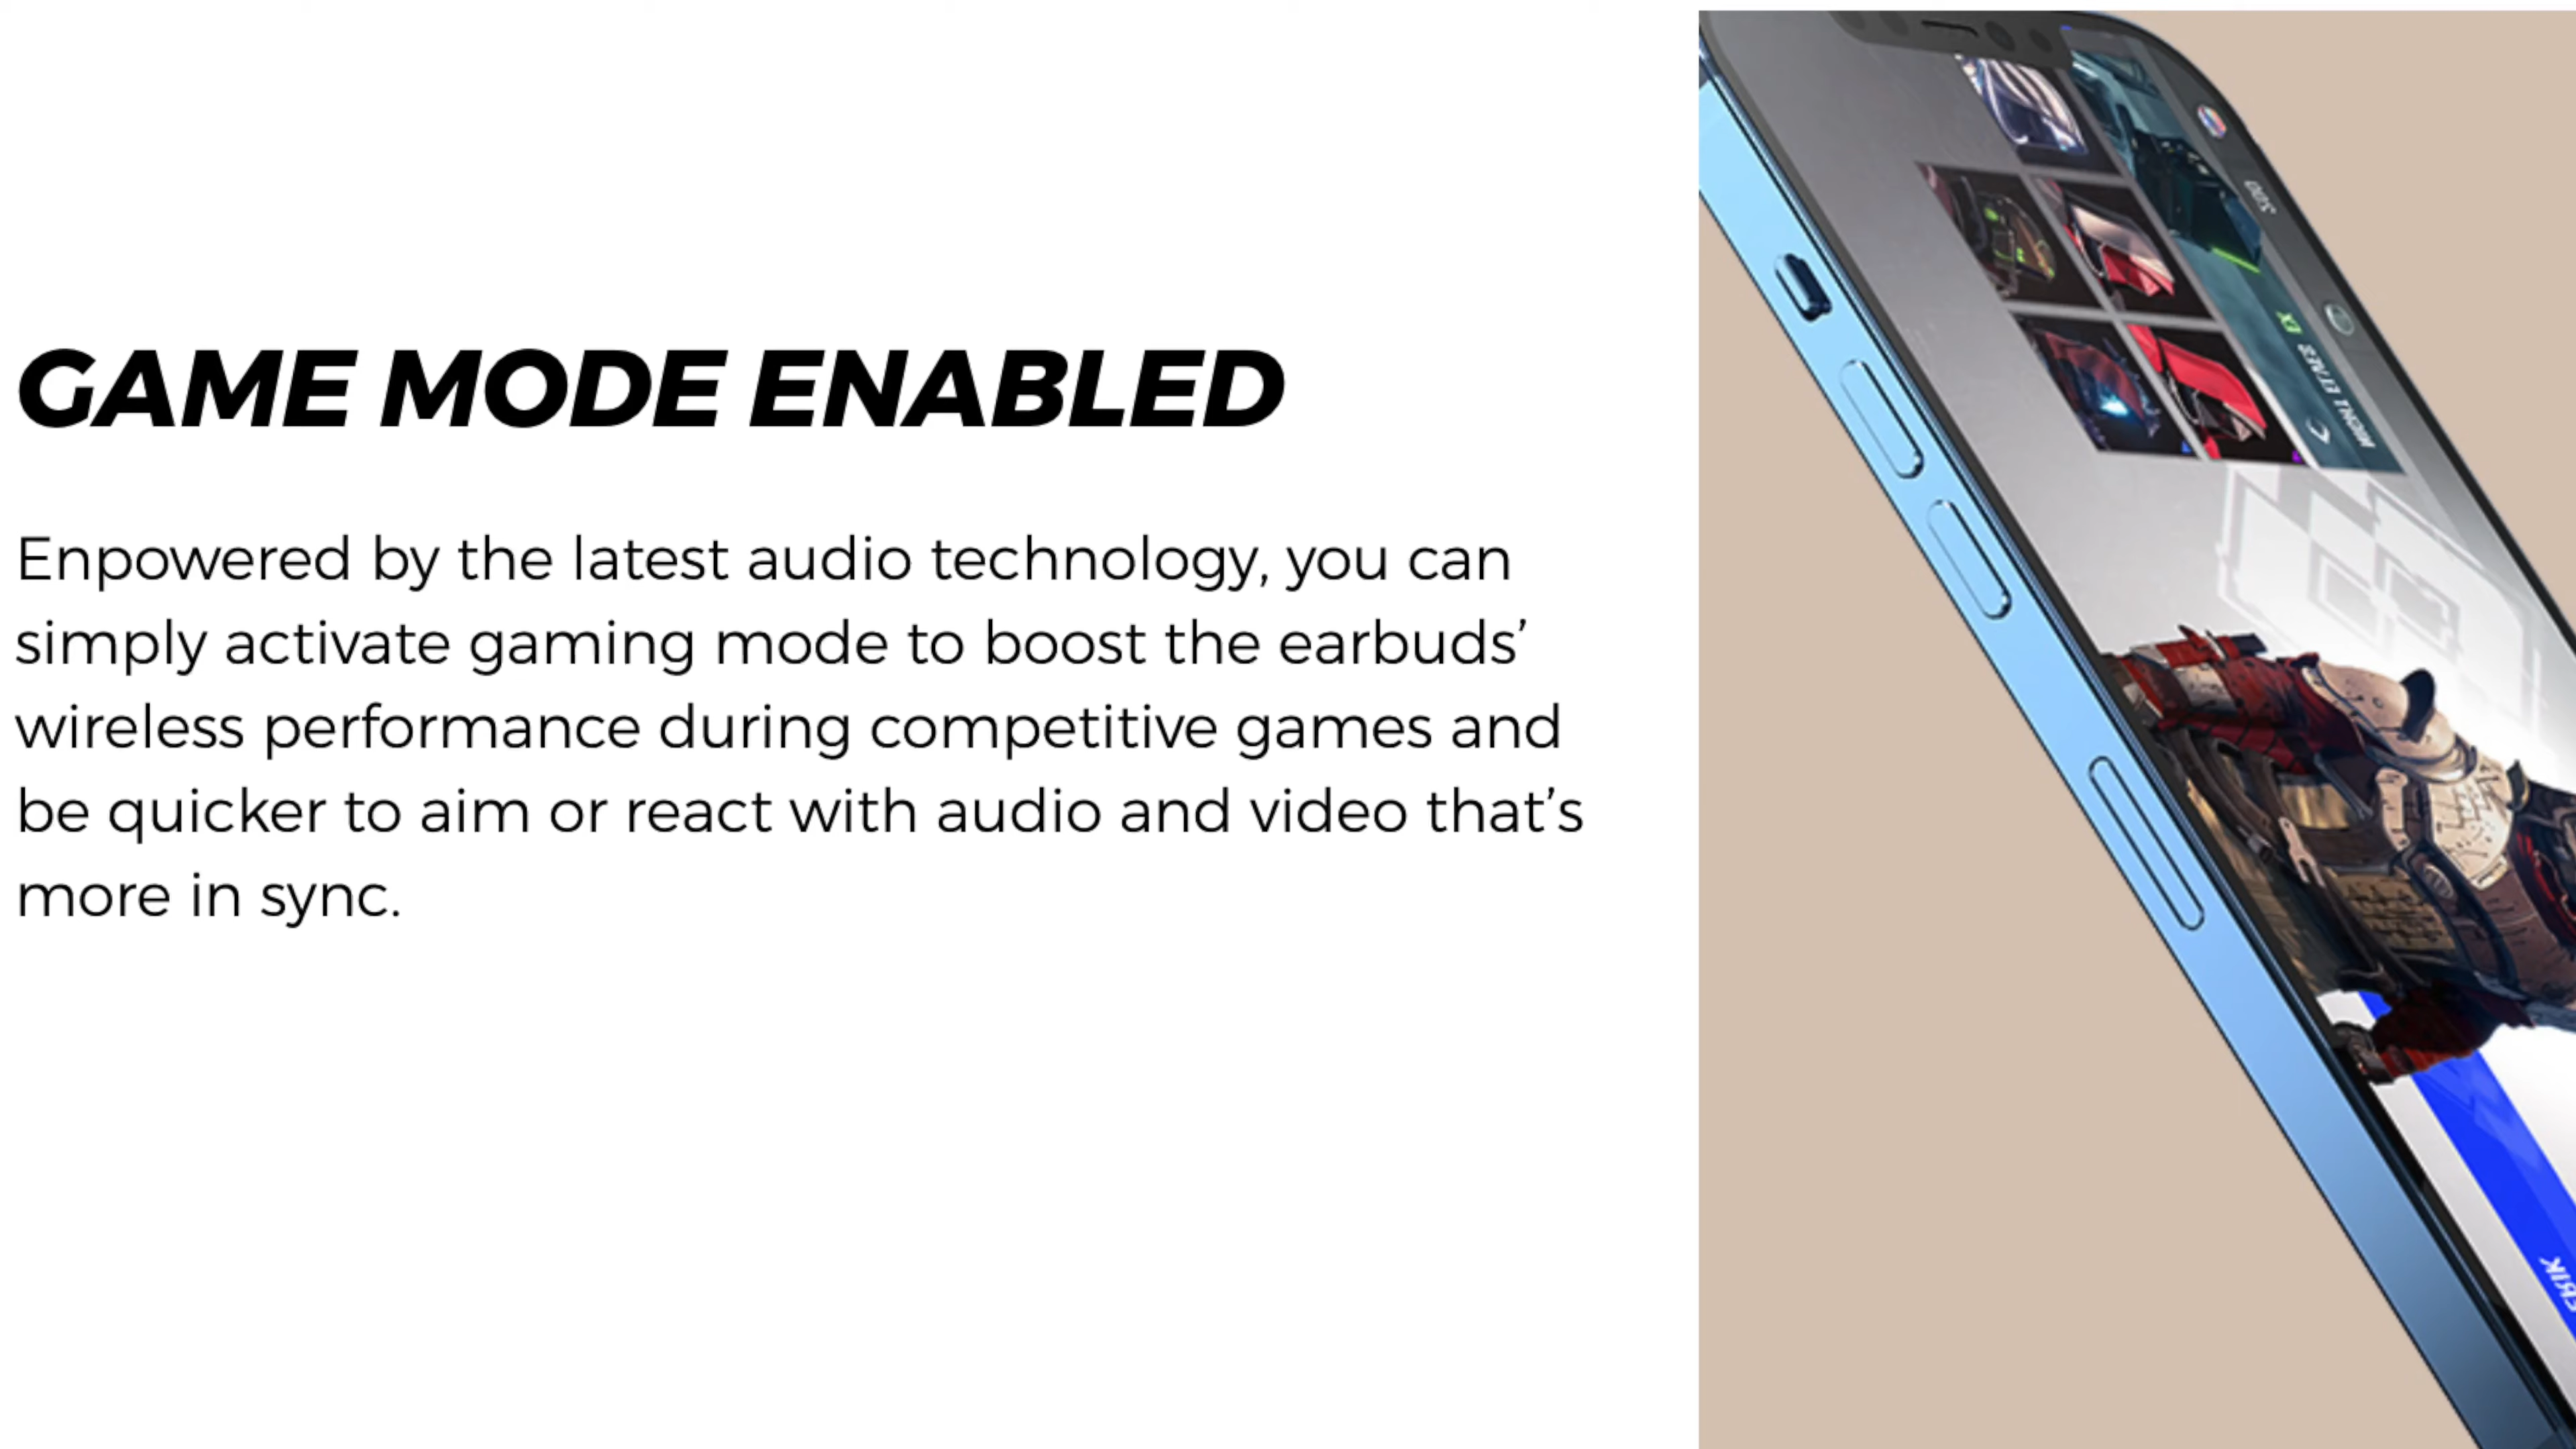 GAME MODE ENABLED
Enpowered by the latest audio technology, you can
simply activate gaming mode to boost the earbuds’
wireless performance during competitive games and
be quicker to aim or react with audio and video that’s
more in sync.
EX